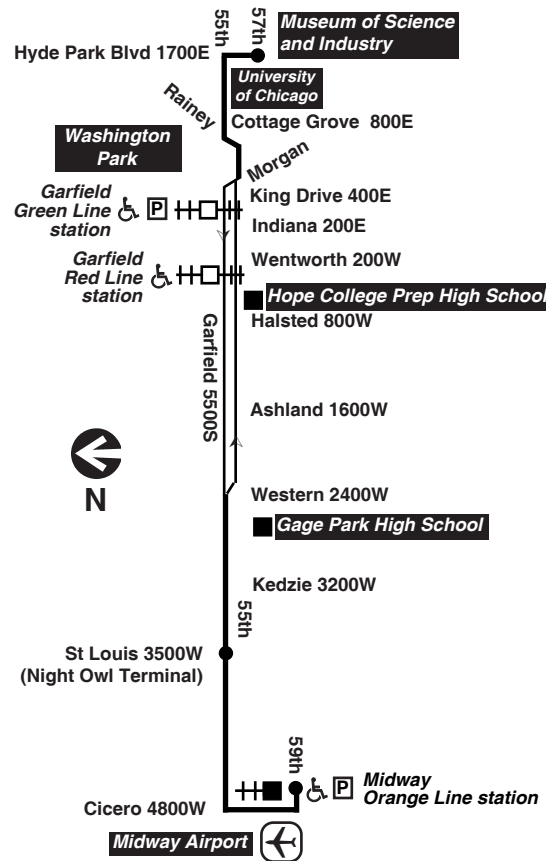 55th
57th
Museum of Science
and Industry
Hyde Park Blvd 1700E
University
of Chicago
Rainey
Cottage Grove 800E
Washington
Park
Morgan
Garfield
Green Line
station
P
King Drive 400E
Indiana 200E
Garfield
Red Line
station
Wentworth 200W
Hope College Prep High School
Halsted 800W
Garfield 5500S
Ashland 1600W
N
Western 2400W
Gage Park High School
Kedzie 3200W
55th
St Louis 3500W
(Night Owl Terminal)
59th
P
Midway
Orange Line station
Cicero 4800W
Midway Airport